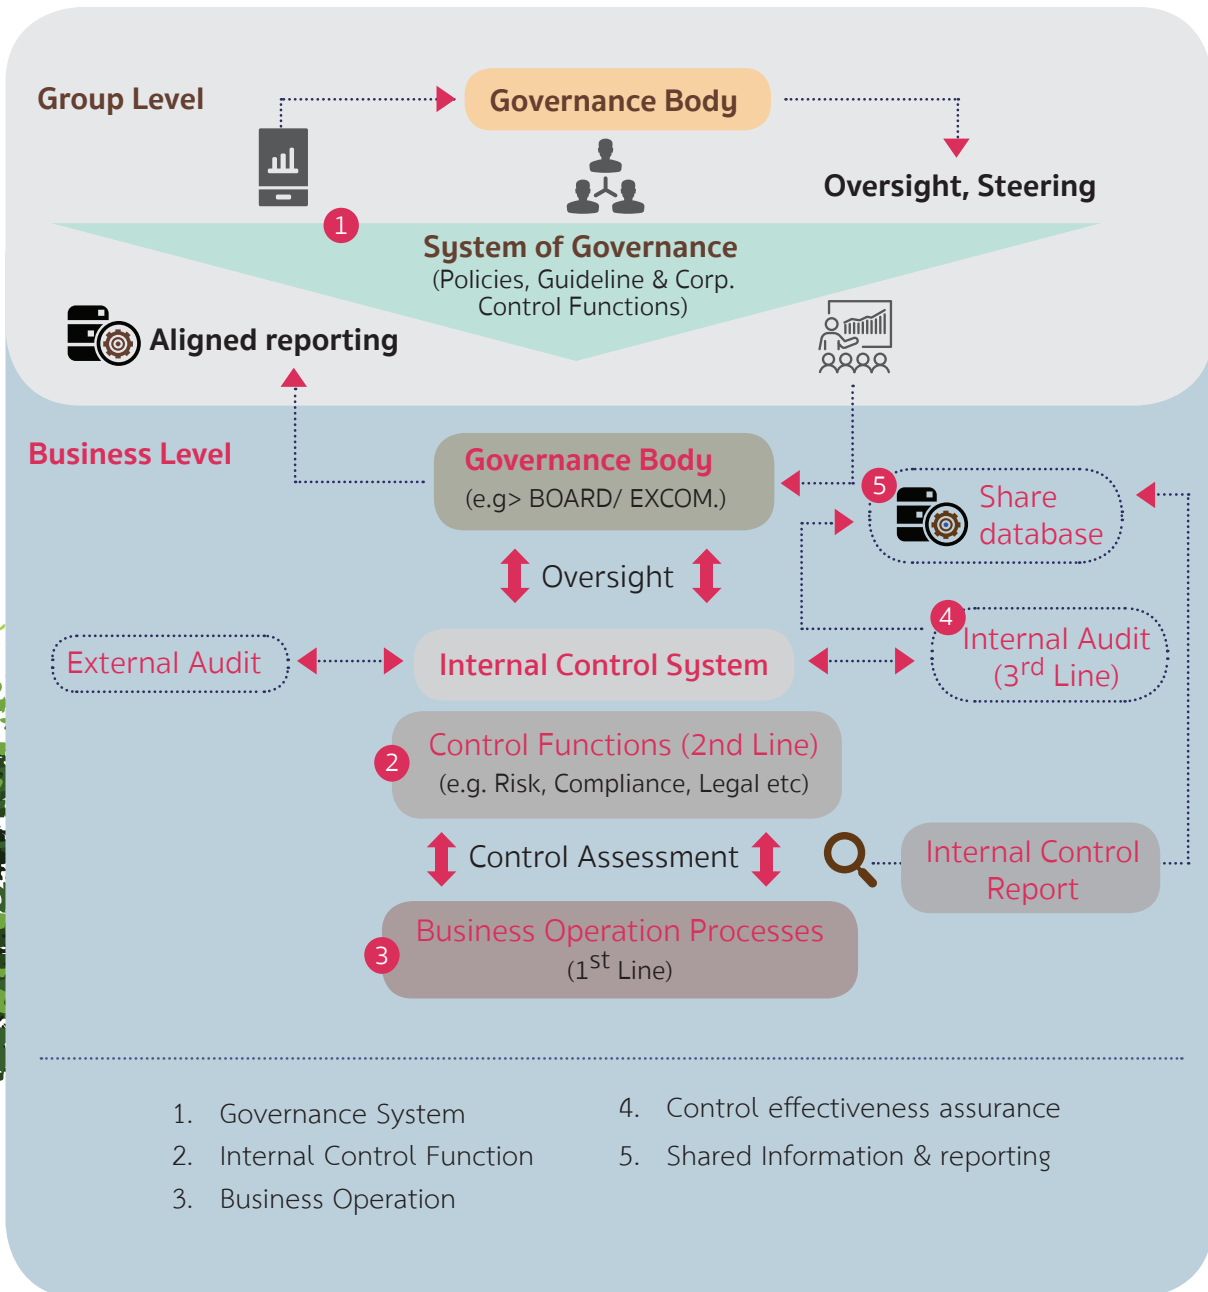 Group Level
Governance Body
Oversight, Steering
1
System of Governance
(Policies, Guideline & Corp.
Control Functions)
Aligned reporting
Business Level
Governance Body
(e.g> BOARD/ EXCOM.)
5
Share
database
Oversight
4
External Audit
Internal Control System
Internal Audit
(3rd Line)
2
Control Functions (2nd Line)
(e.g. Risk, Compliance, Legal etc)
Control Assessment
Internal Control
Report
3
Business Operation Processes
(1st Line)
1. Governance System
2. Internal Control Function
3. Business Operation
4. Control effectiveness assurance
5. Shared Information & reporting